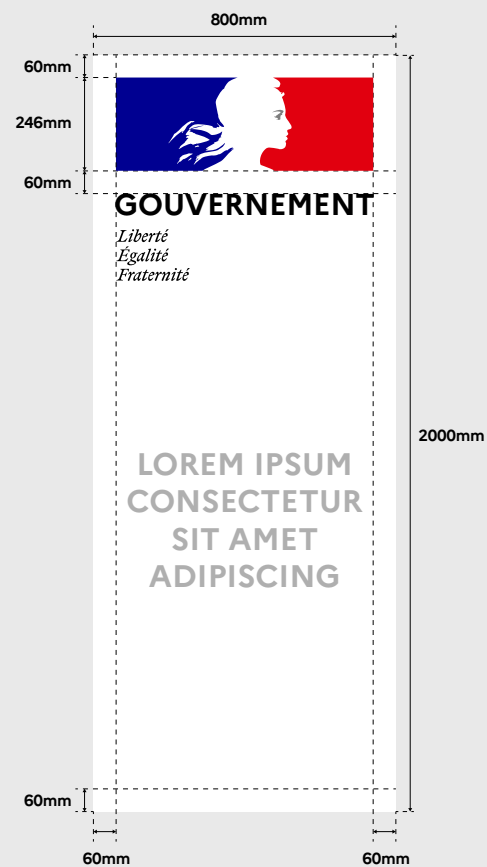 800mm
60mm
246mm
60mm
GOUVERNEMENT
Liberté
Égalité
Fraternité
2000mm
LOREM IPSUM
CONSECTETUR
SIT AMET
ADIPISCING
60mm
60mm
60mm